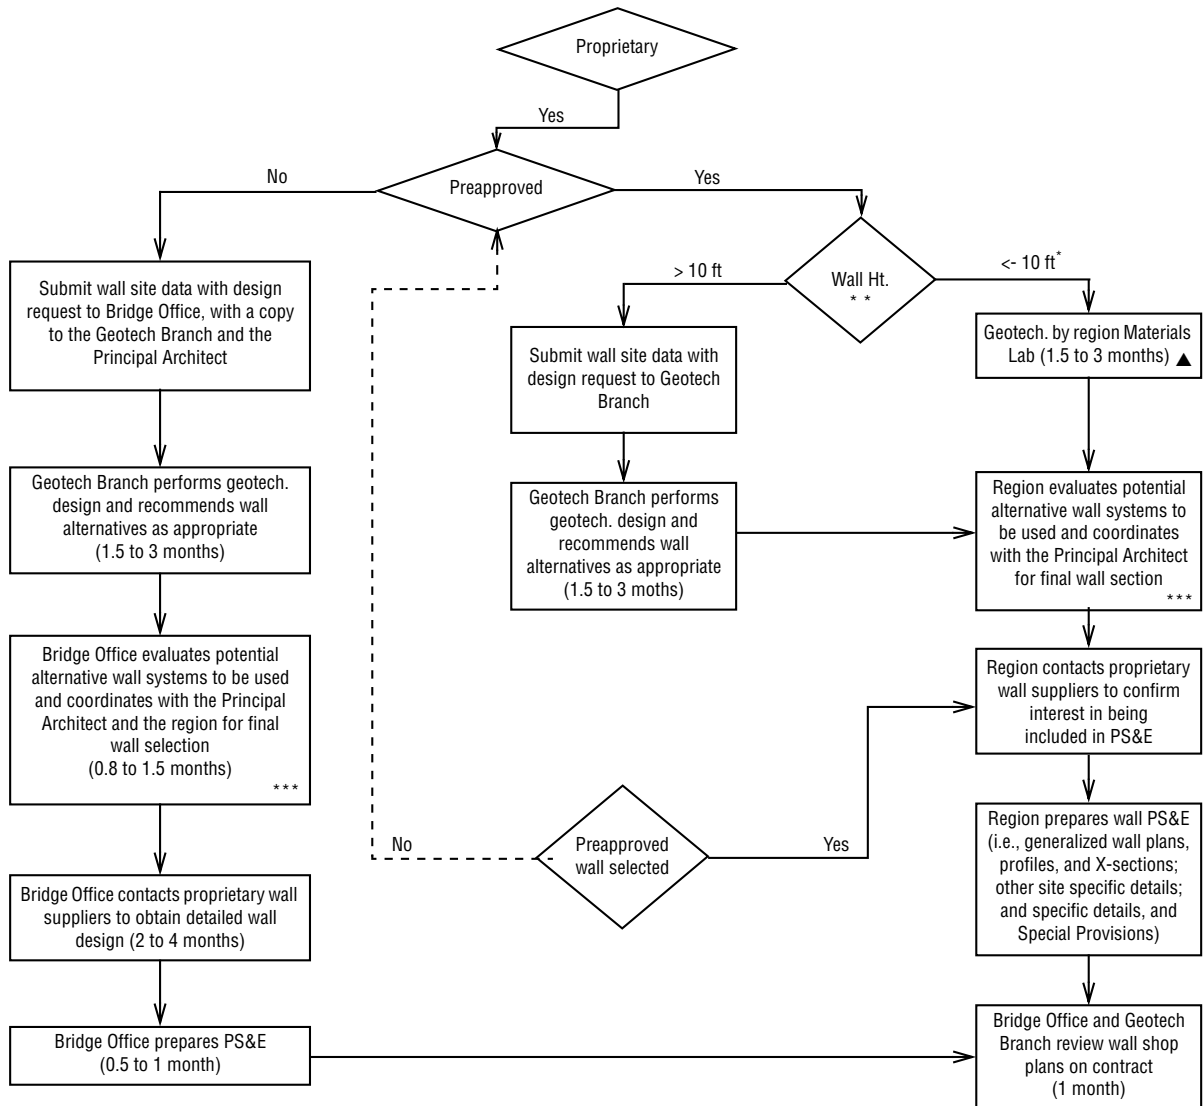 Proprietary
Yes
Preapproved
No
Yes
Submit wall site data with design
request to Bridge Office, with a copy
to the Geotech Branch and the
Principal Architect
Geotech Branch performs geotech.
design and recommends wall
alternatives as appropriate
(1.5 to 3 months)
Bridge Office evaluates potential
alternative wall systems to be used
and coordinates with the Principal
Architect and the region for final
wall selection
(0.8 to 1.5 months)
***
Bridge Office contacts proprietary wall
suppliers to obtain detailed wall
design (2 to 4 months)
Bridge Office prepares PS&E
(0.5 to 1 month)
Wall Ht.
* *
> 10 ft
<- 10 ft*
Submit wall site data with
design request to Geotech
Branch
Geotech Branch performs
geotech. design and
recommends wall
alternatives as appropriate
(1.5 to 3 moths)
Preapproved
wall selected
No
Yes
Geotech. by region Materials
Lab (1.5 to 3 months) ▲
Region evaluates potential
alternative wall systems to
be used and coordinates
with the Principal Architect
for final wall section
***
Region contacts proprietary
wall suppliers to confirm
interest in being
included in PS&E
Region prepares wall PS&E
(i.e., generalized wall plans,
profiles, and X-sections;
other site specific details;
and specific details, and
Special Provisions)
Bridge Office and Geotech
Branch review wall shop
plans on contract
(1 month)